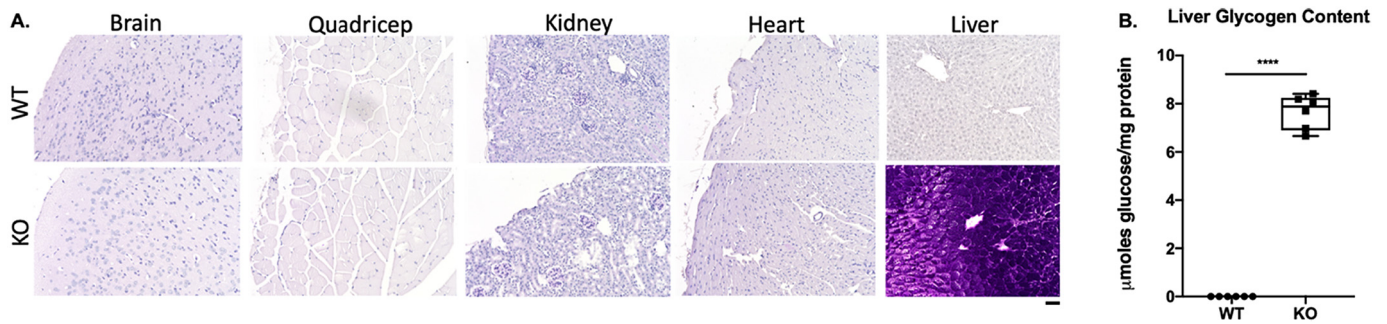 A.
Brain Quadricep Kidney Heart Liver
WT
KO
B.
Liver Glycogen Content
μmoles glucose/mg protein
10
8
6
4
2
0
****
WT KO